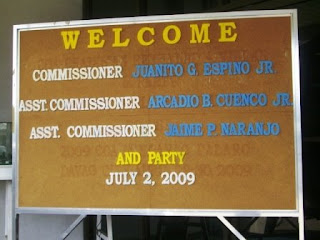 WELCOME
COMMISSIONER JUANITO G. ESPINO JR.
ASST. COMMISSIONER ARCADIO B. CUENCO JR.
ASST. COMMISSIONER JAIME P. NARANJO
AND PARTY
JULY 2, 2009